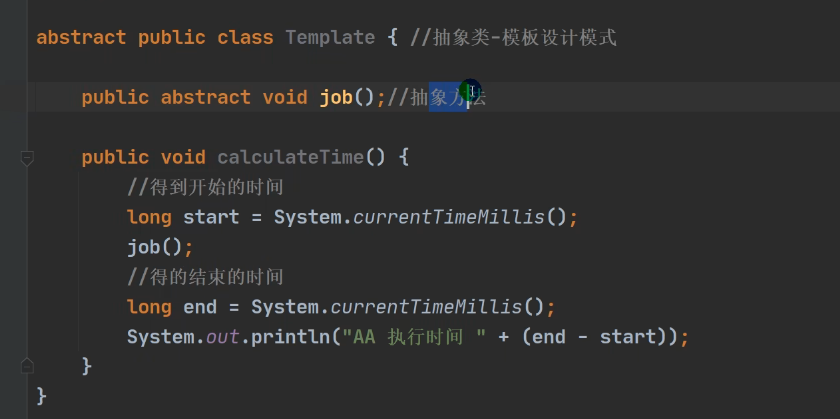 abstract public class Template { //抽象类-模板设计模式
public abstract void job();//抽象方法
public void calculateTime() {
//得到开始的时间
long start = System.currentTimeMillis();
job();
//得的结束的时间
long end = System.currentTimeMillis();
System.out.println("AA 执行时间 " + (end - start));
}
}